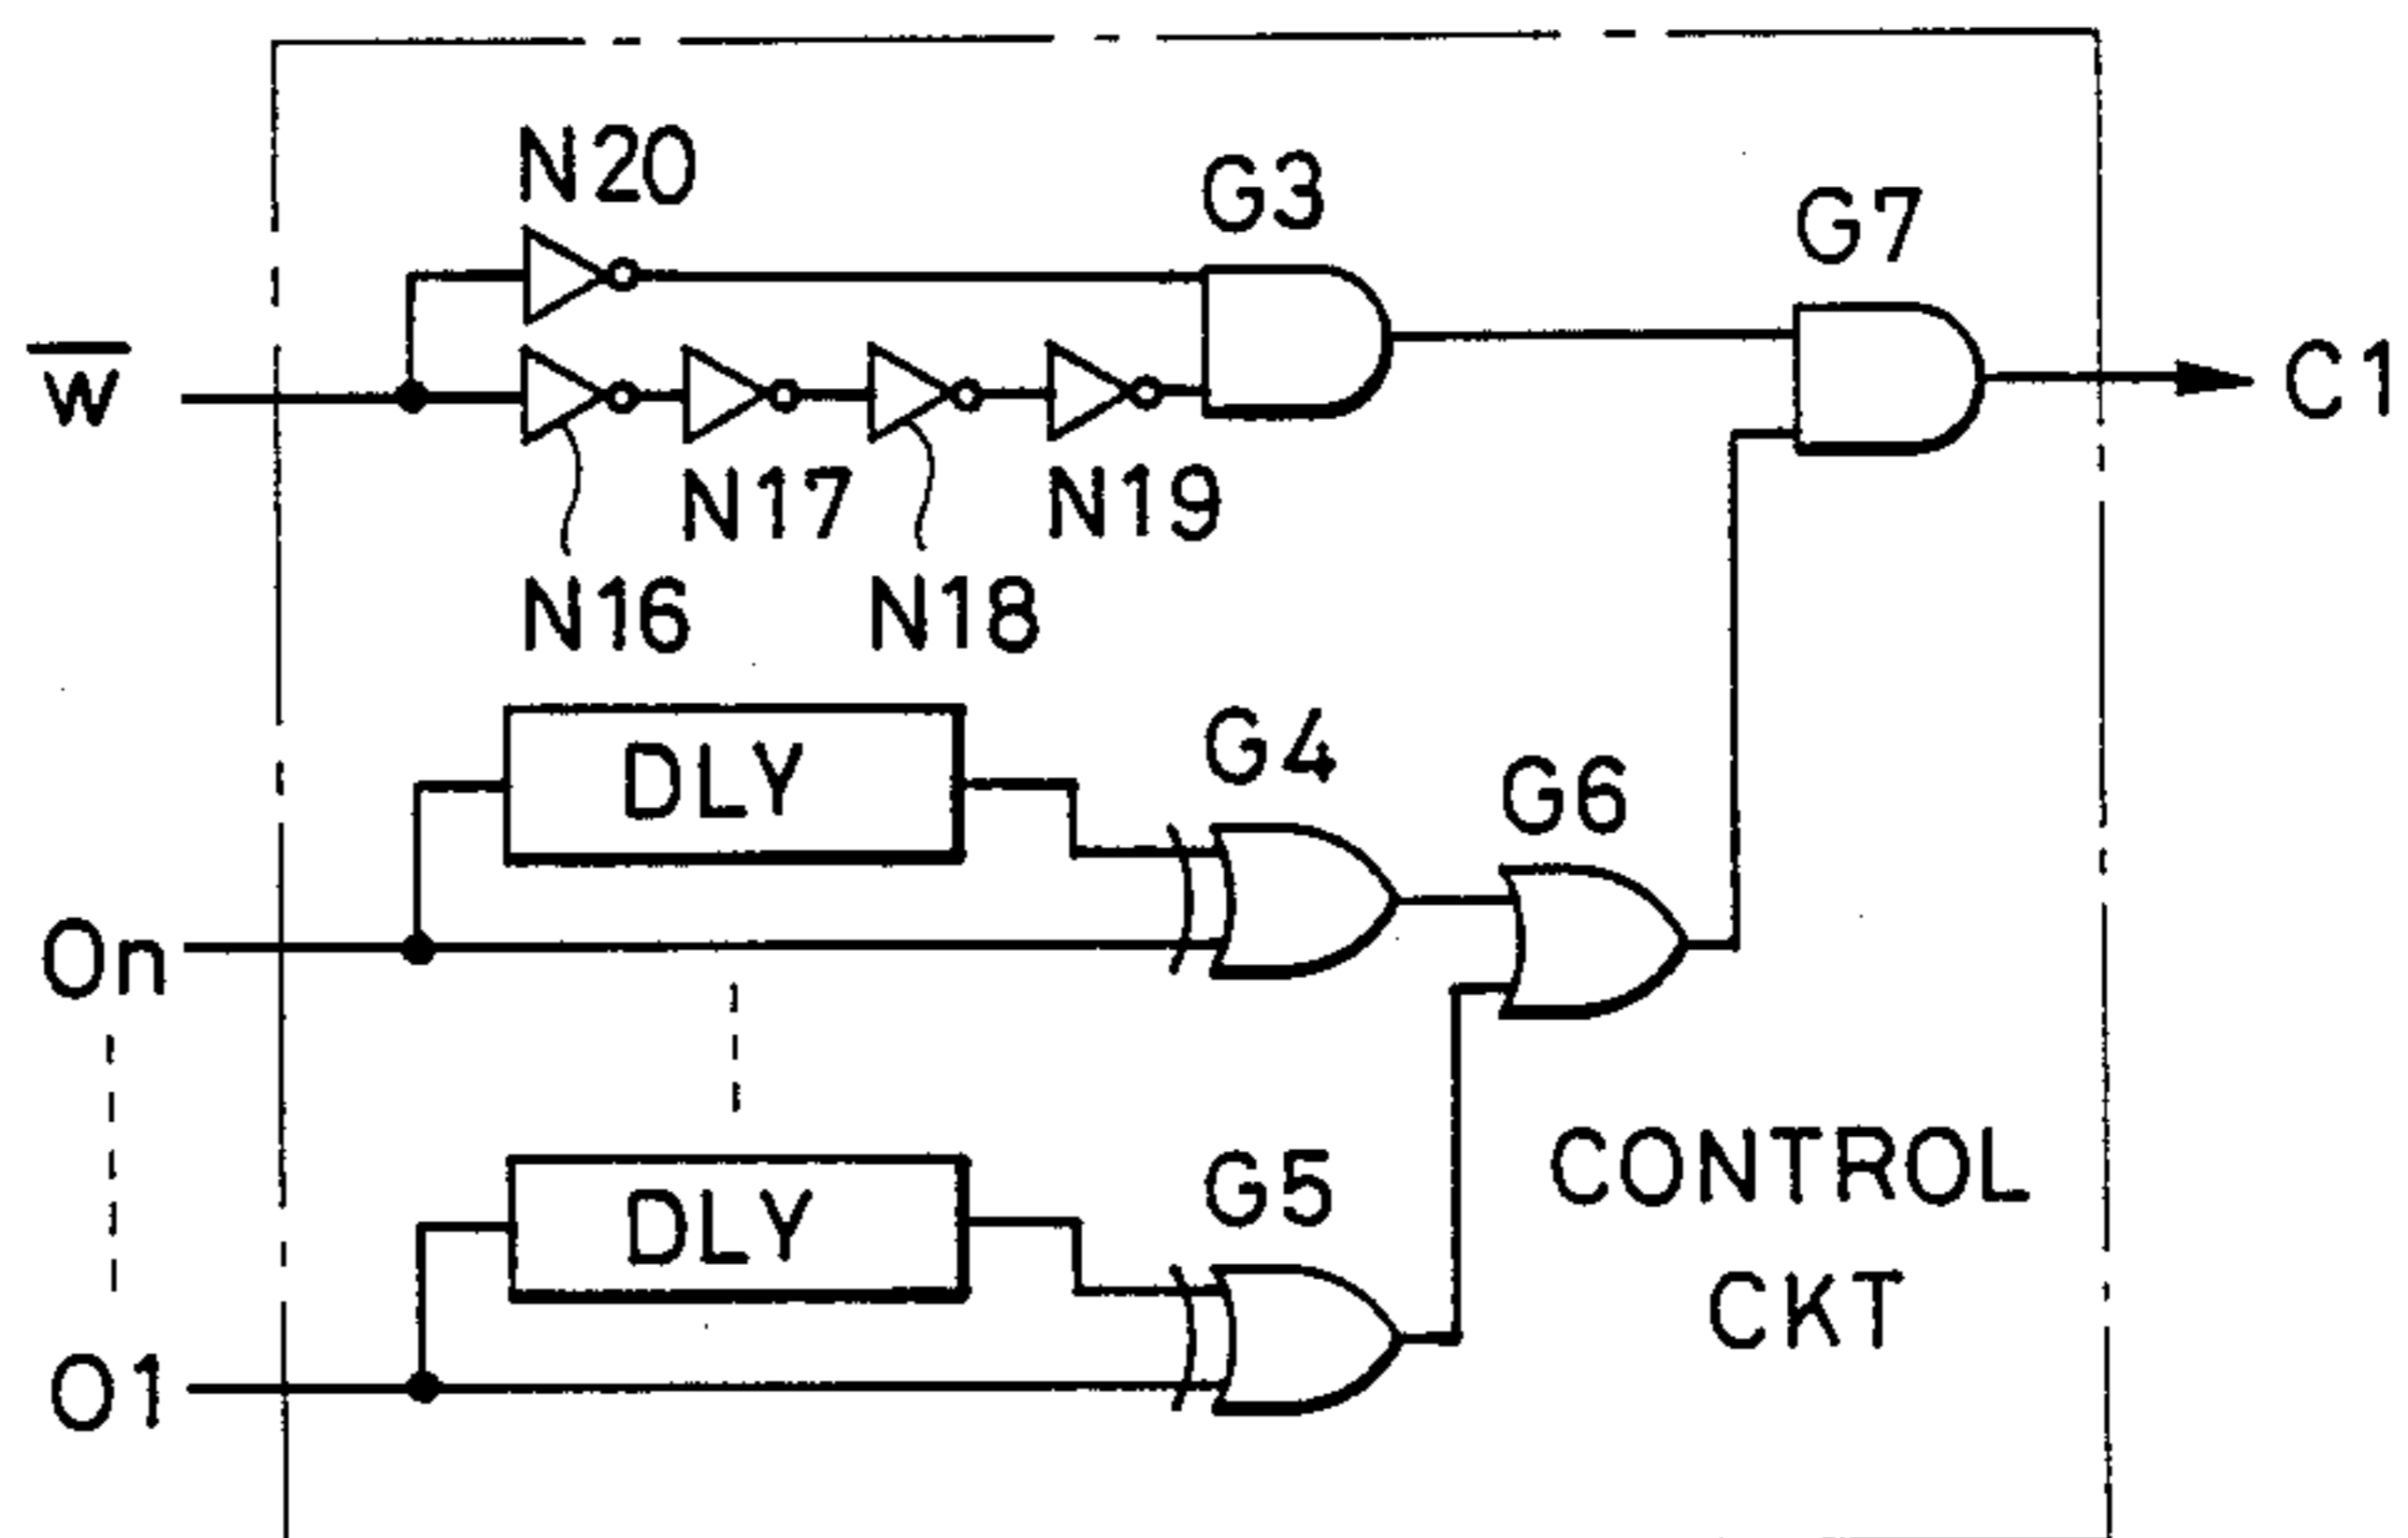 N20
G3
G7
W̅
C1
N17
N19
N16
N18
DLY
G4
G6
On
DLY
G5
CONTROL
CKT
O1